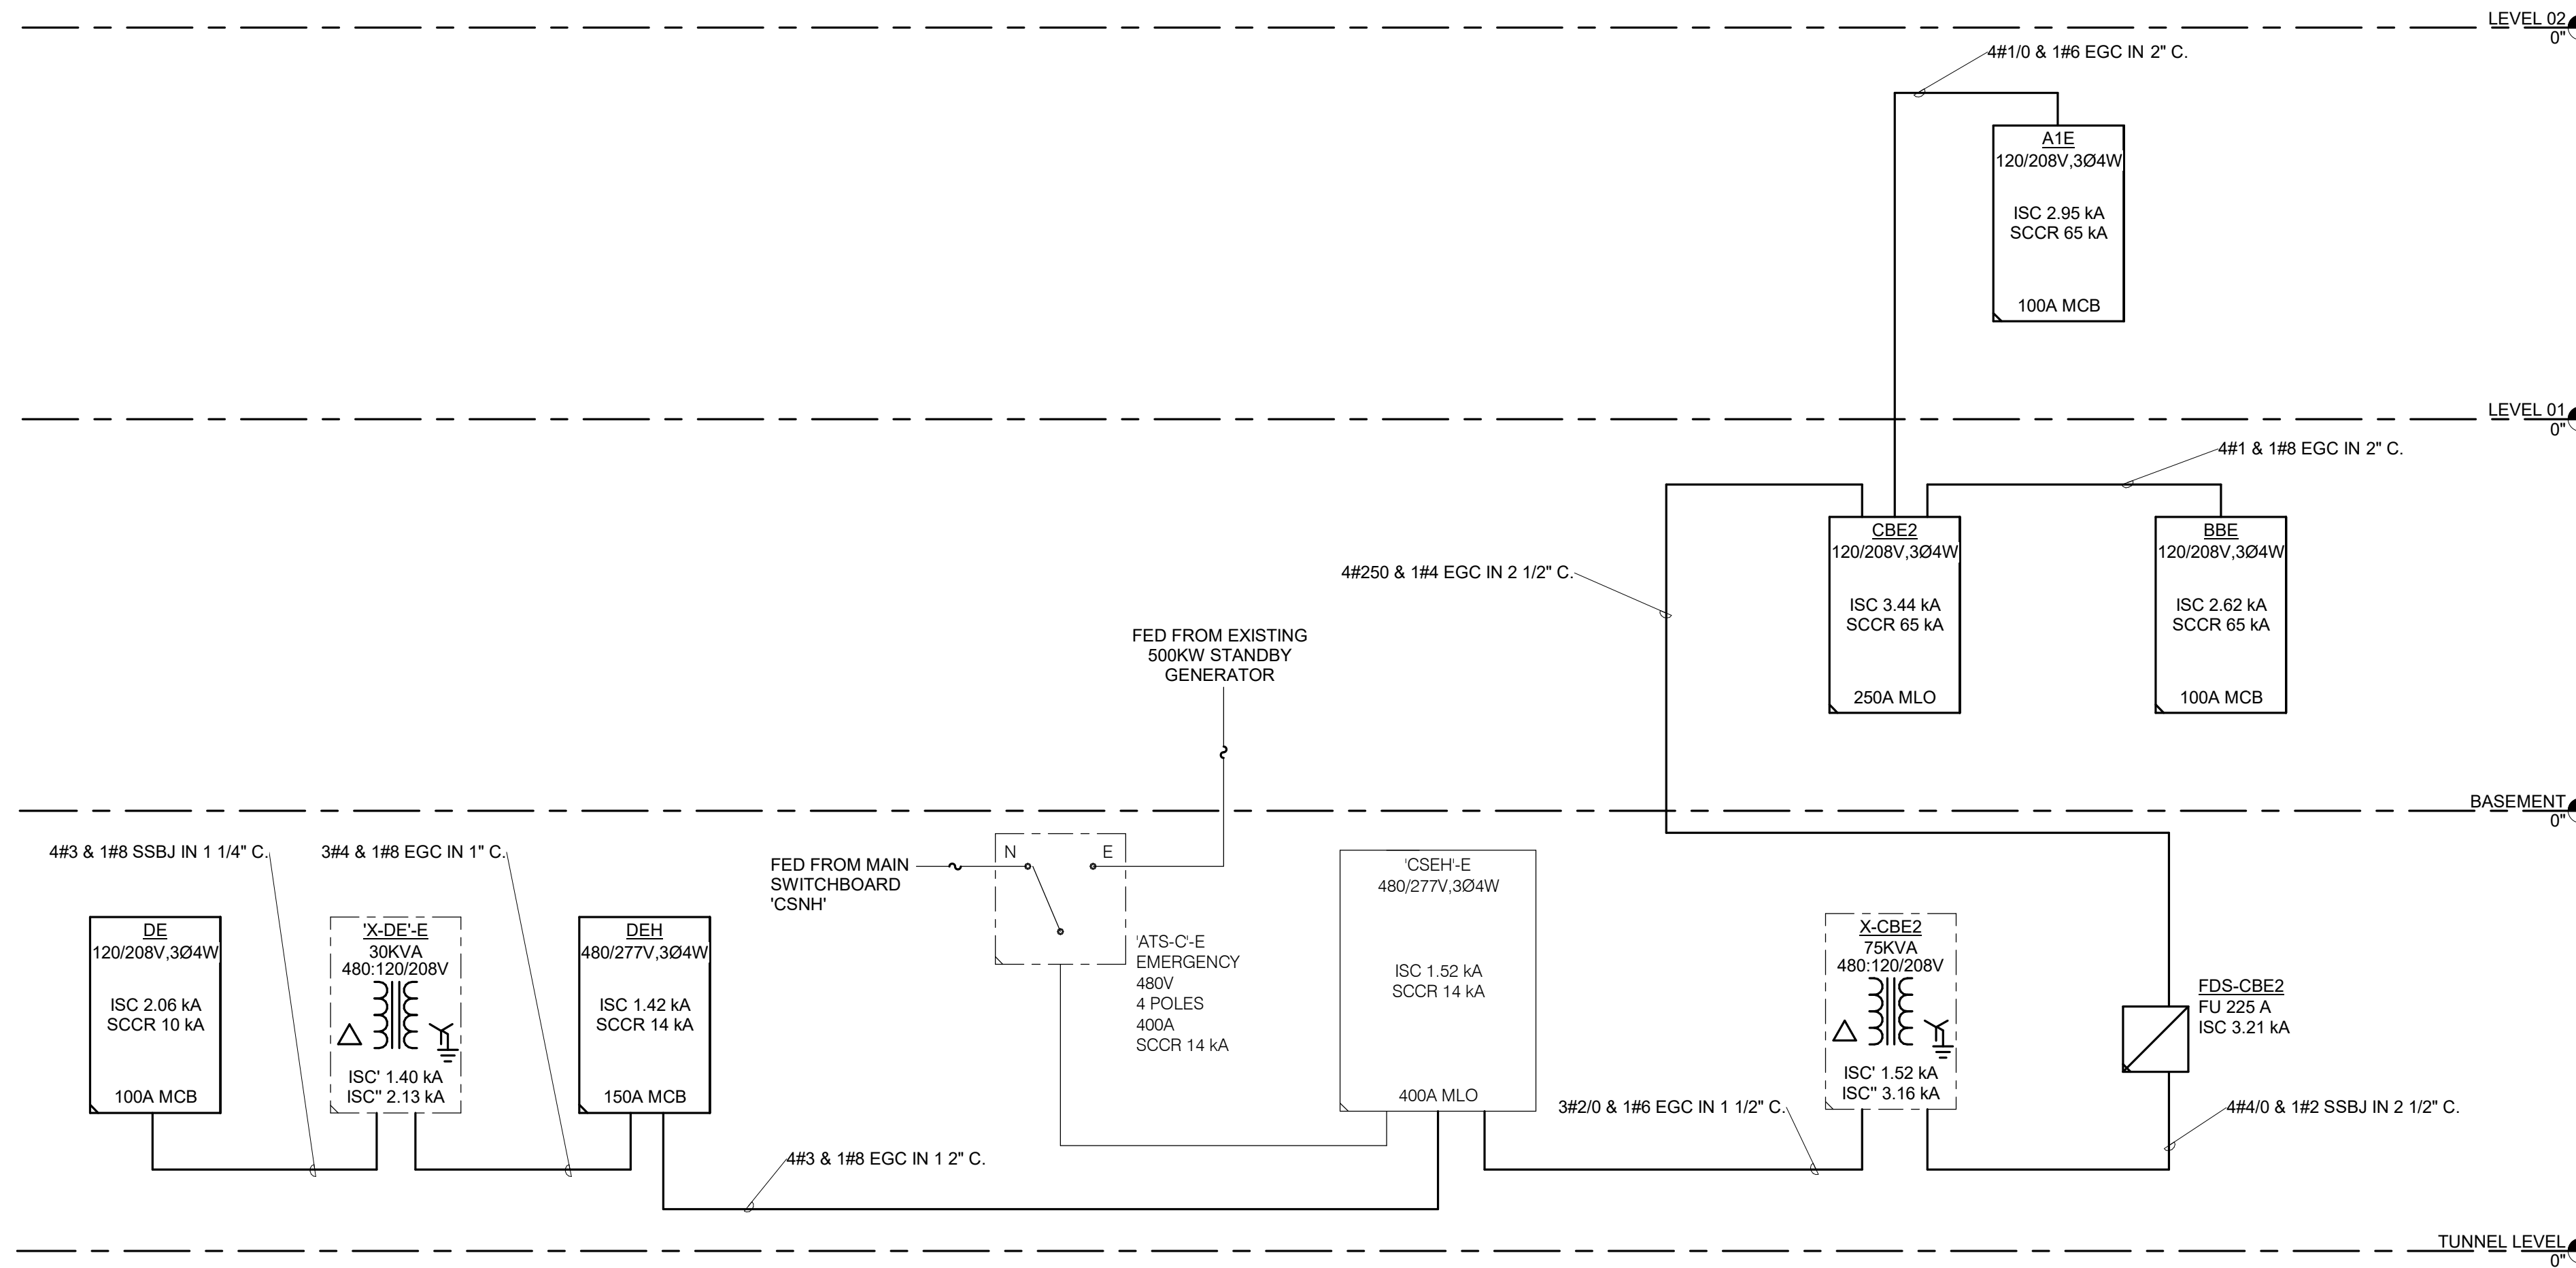 LEVEL 02
0"
4#1/0 & 1#6 EGC IN 2" C.
A1E
120/208V,3Ø4W
ISC 2.95 kA
SCCR 65 kA
100A MCB
LEVEL 01
0"
4#1 & 1#8 EGC IN 2" C.
CBE2
120/208V,3Ø4W
ISC 3.44 kA
SCCR 65 kA
250A MLO
BBE
120/208V,3Ø4W
ISC 2.62 kA
SCCR 65 kA
100A MCB
4#250 & 1#4 EGC IN 2 1/2" C.
FED FROM EXISTING
500KW STANDBY
GENERATOR
BASEMENT
0"
4#3 & 1#8 SSBJ IN 1 1/4" C.
3#4 & 1#8 EGC IN 1" C.
FED FROM MAIN
SWITCHBOARD
'CSNH'
N
E
'ATS-C'-E
EMERGENCY
480V
4 POLES
400A
SCCR 14 kA
'CSEH'-E
480/277V,3Ø4W
ISC 1.52 kA
SCCR 14 kA
400A MLO
DE
120/208V,3Ø4W
ISC 2.06 kA
SCCR 10 kA
100A MCB
'X-DE'-E
30KVA
480:120/208V
ISC' 1.40 kA
ISC" 2.13 kA
DEH
480/277V,3Ø4W
ISC 1.42 kA
SCCR 14 kA
150A MCB
X-CBE2
75KVA
480:120/208V
ISC' 1.52 kA
ISC" 3.16 kA
FDS-CBE2
FU 225 A
ISC 3.21 kA
3#2/0 & 1#6 EGC IN 1 1/2" C.
4#4/0 & 1#2 SSBJ IN 2 1/2" C.
4#3 & 1#8 EGC IN 1 2" C.
TUNNEL LEVEL
0"